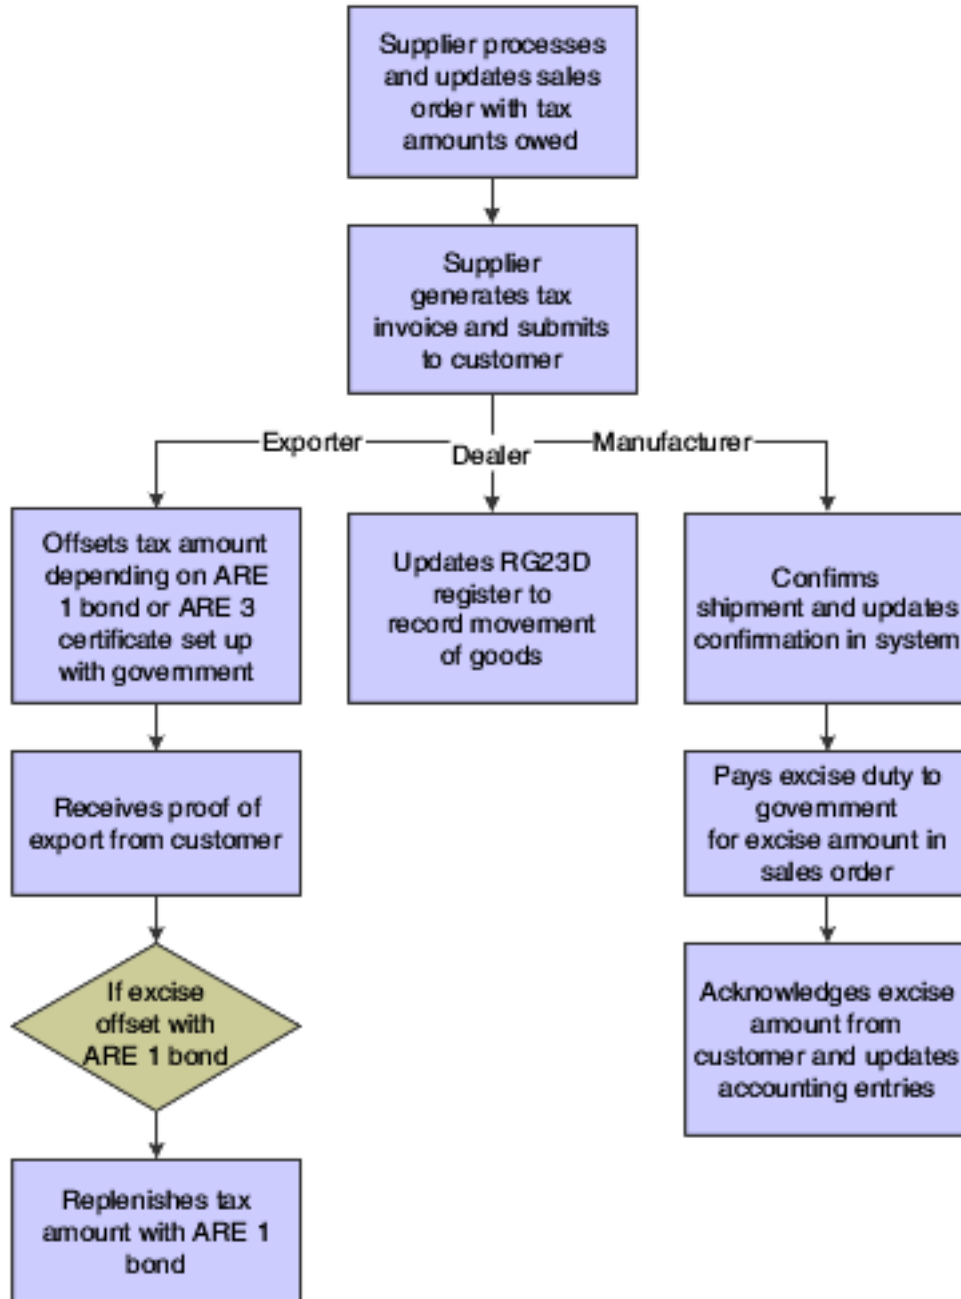 Supplier processes
and updates sales
order with tax
amounts owed
Supplier
generates tax
invoice and submits
to customer
Exporter
Dealer
Manufacturer
Offsets tax amount
depending on ARE
1 bond or ARE 3
certificate set up
with government
Updates RG23D
register to
record movement
of goods
Confirms
shipment and updates
confirmation in system
Receives proof of
export from customer
Pays excise duty to
government
for excise amount in
sales order
If excise
offset with
ARE 1 bond
Acknowledges excise
amount from
customer and updates
accounting entries
Replenishes tax
amount with ARE 1
bond